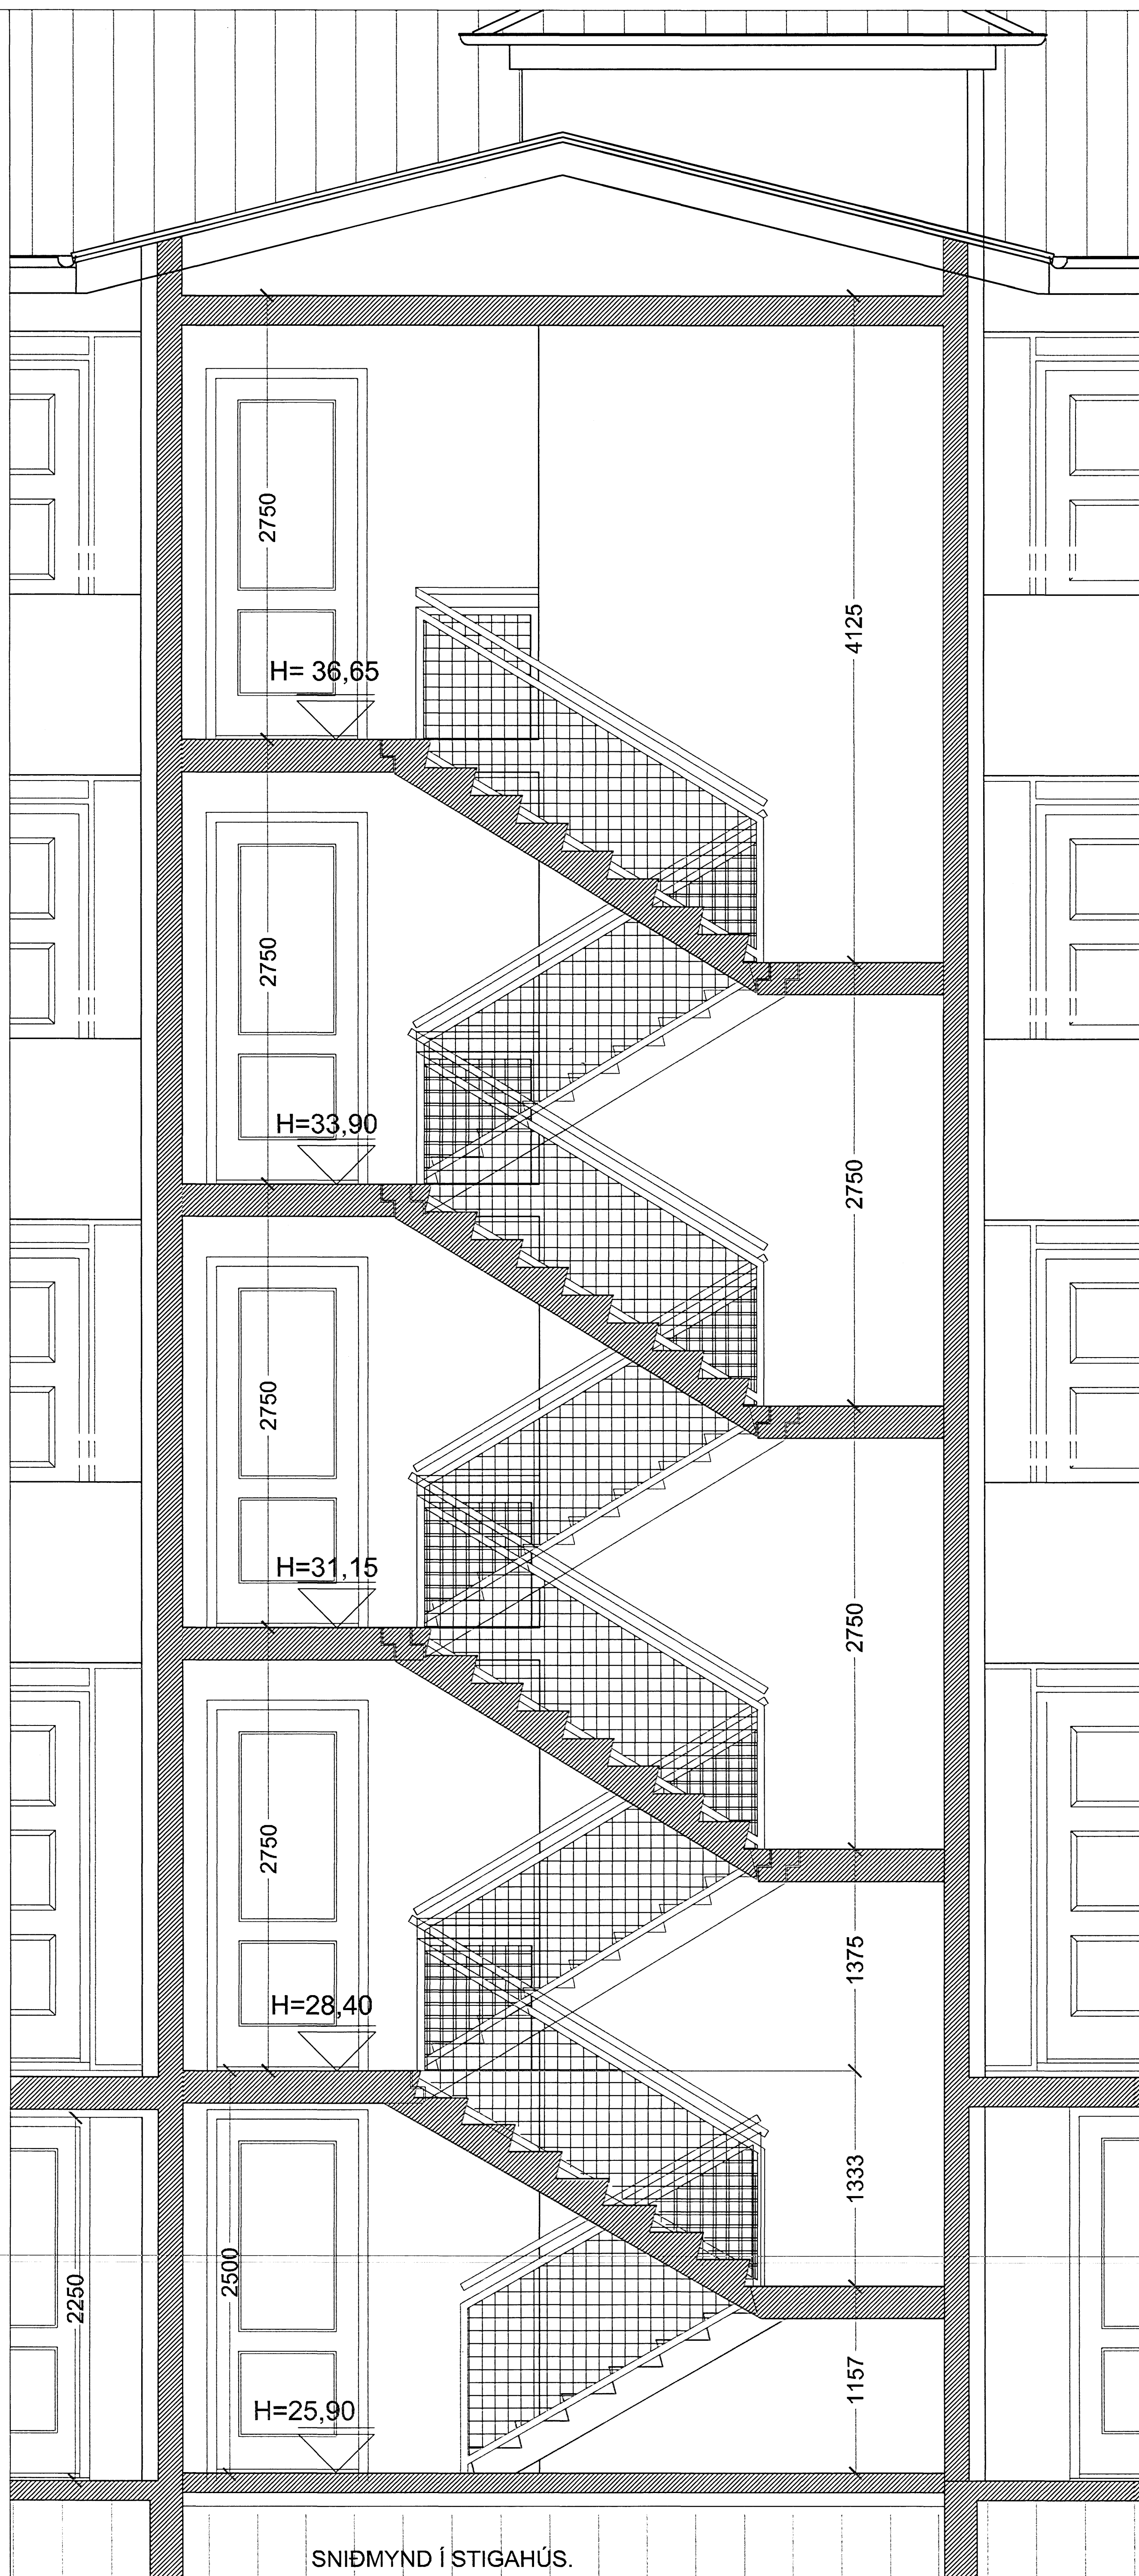 2750
4125
H= 36,65
2750
H=33,90
2750
2750
H=31,15
2750
2750
1375
H=28,40
1333
2500
2250
1157
H=25,90
SNIÐMYND Í STIGAHÚS.